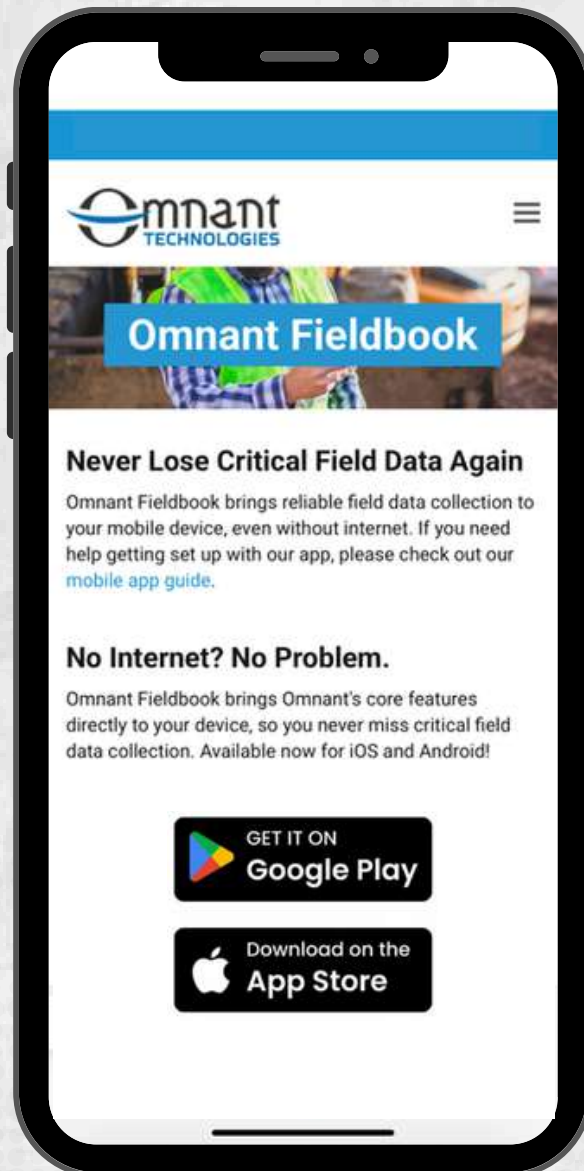 Omnant
TECHNOLOGIES
Omnant Fieldbook
Never Lose Critical Field Data Again
Omnant Fieldbook brings reliable field data collection to
your mobile device, even without internet. If you need
help getting set up with our app, please check out our
mobile app guide.
No Internet? No Problem.
Omnant Fieldbook brings Omnant's core features
directly to your device, so you never miss critical field
data collection. Available now for iOS and Android!
GET IT ON
Google Play
Download on the
App Store